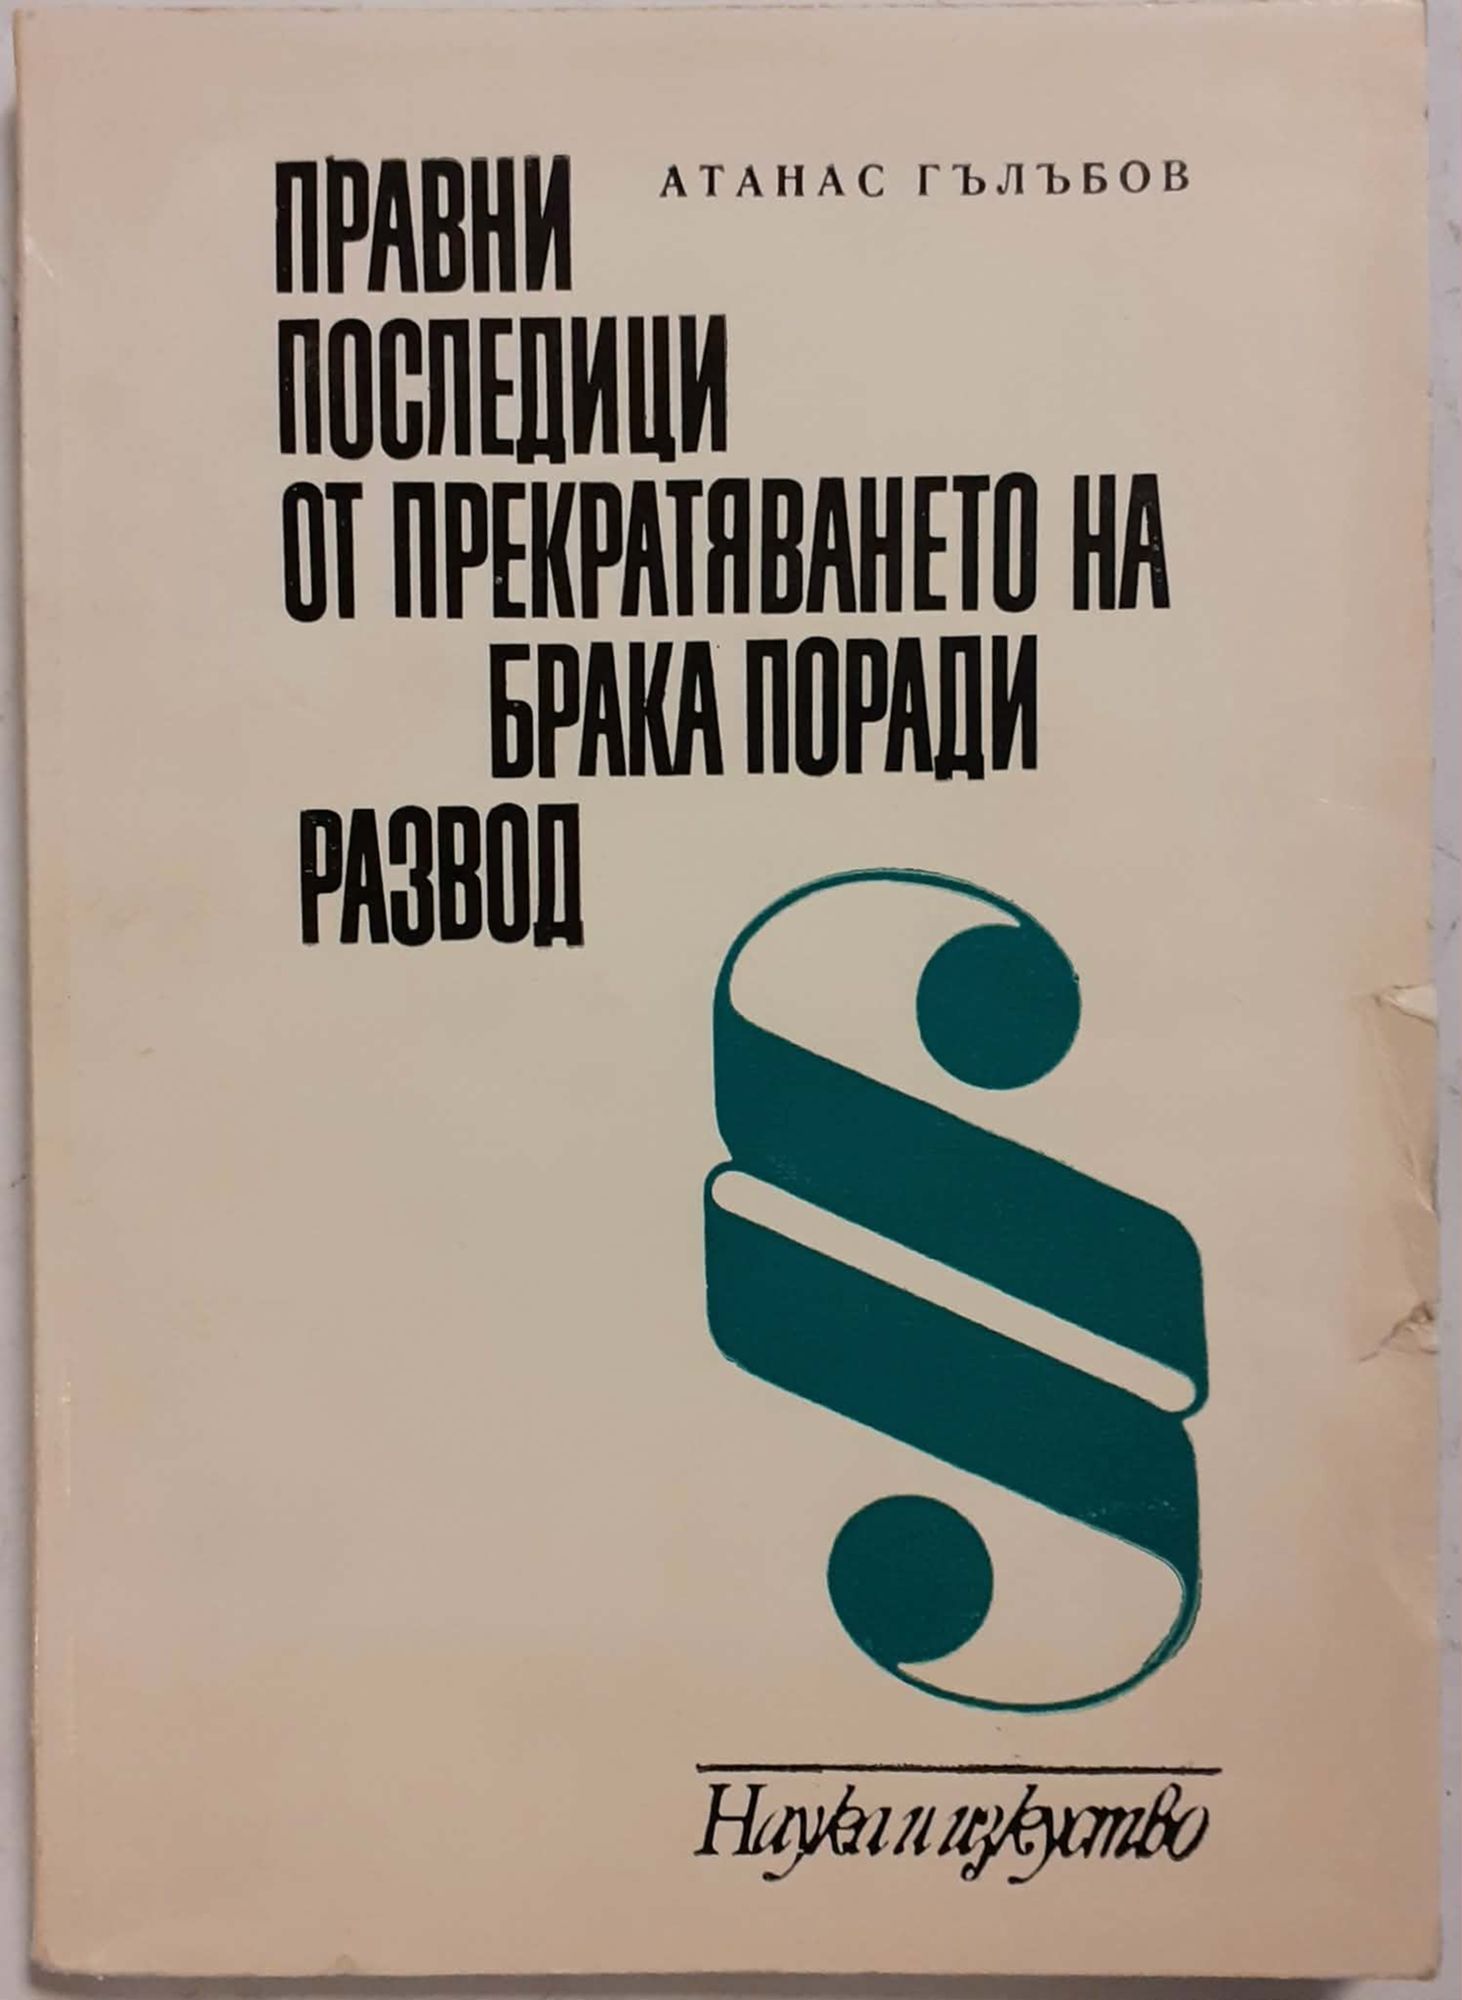 АТАНАС ГЪЛЪБОВ
ПРАВНИ
ПОСЛЕДИЦИ
ОТ ПРЕКРАТЯВАНЕТО НА
БРАКА ПОРАДИ
РАЗВОД
§
Наука и изкуство